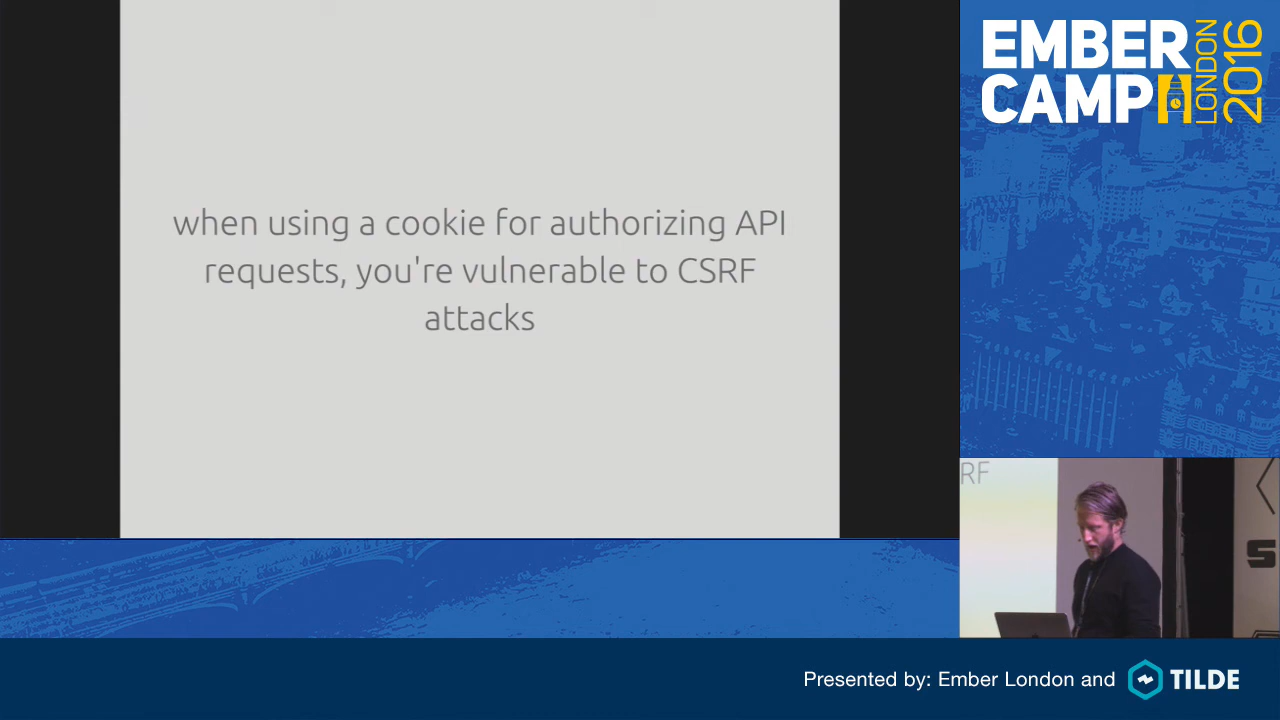 when using a cookie for authorizing API
requests, you're vulnerable to CSRF
attacks
EMBER
CAMP
LONDON
2016
RF
S
Presented by: Ember London and
TILDE